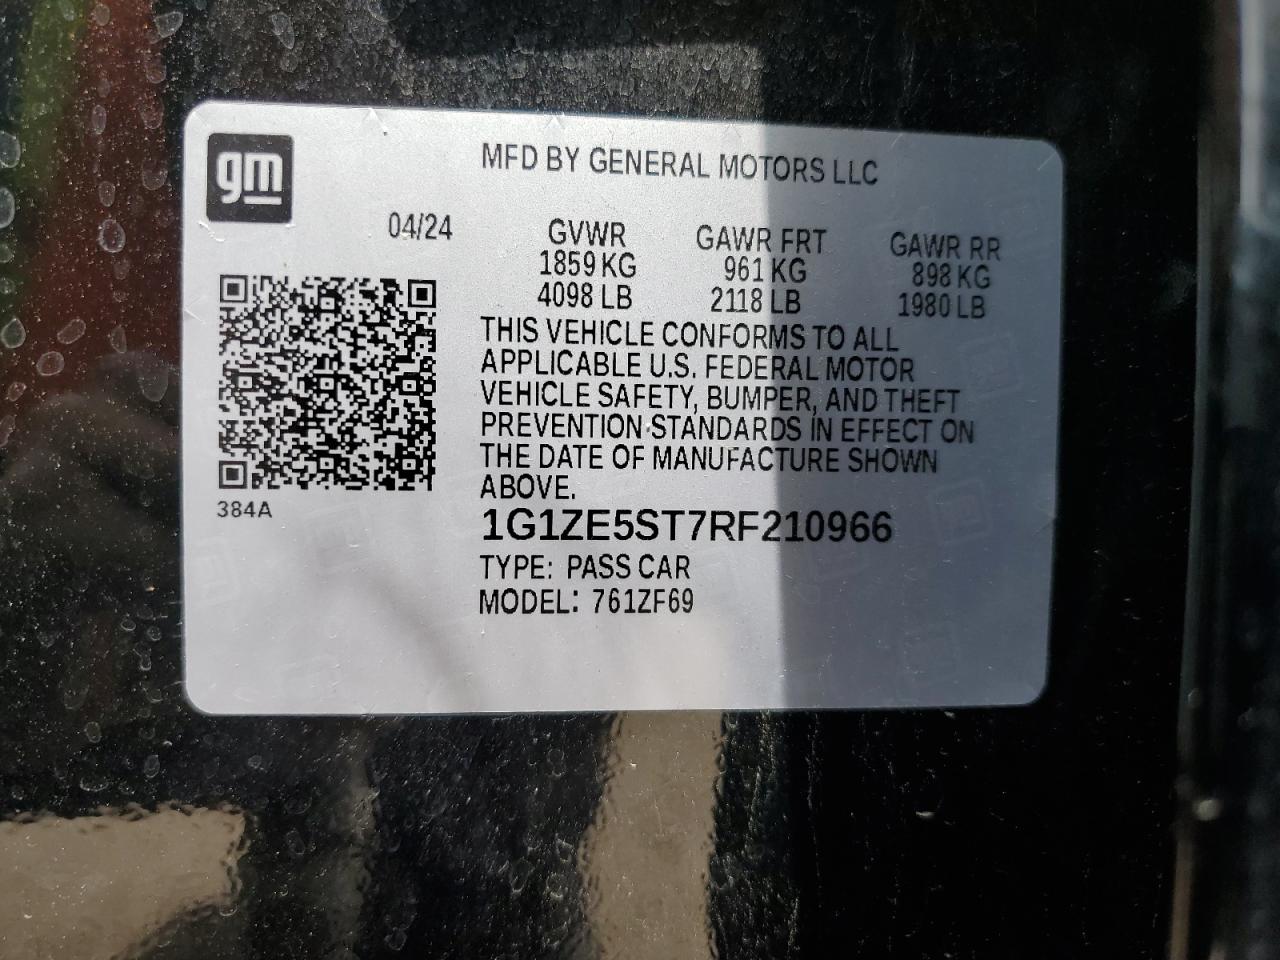 gm
MFD BY GENERAL MOTORS LLC
04/24
GVWR GAWR FRT GAWR RR
1859 KG 961 KG 898 KG
4098 LB 2118 LB 1980 LB
THIS VEHICLE CONFORMS TO ALL
APPLICABLE U.S. FEDERAL MOTOR
VEHICLE SAFETY, BUMPER, AND THEFT
PREVENTION STANDARDS IN EFFECT ON
THE DATE OF MANUFACTURE SHOWN
ABOVE.
384A
1G1ZE5ST7RF210966
TYPE: PASS CAR
MODEL: 761ZF69